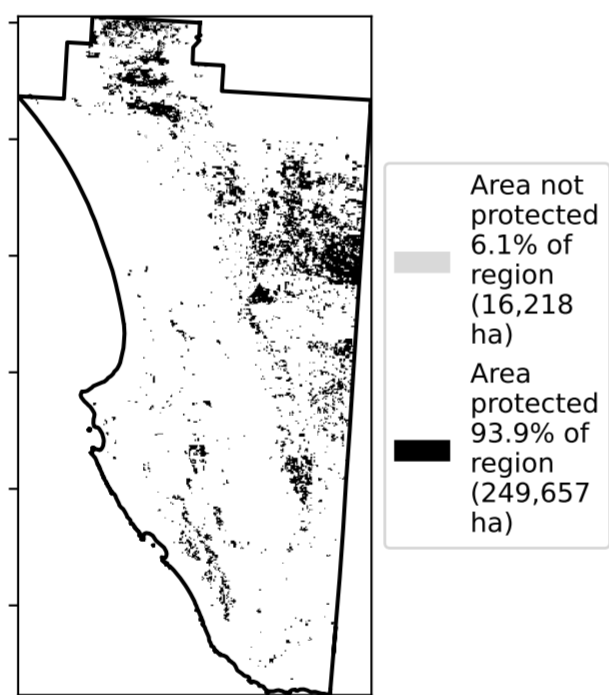 Area not
protected
6.1% of
region
(16,218
ha)
Area
protected
93.9% of
region
(249,657
ha)